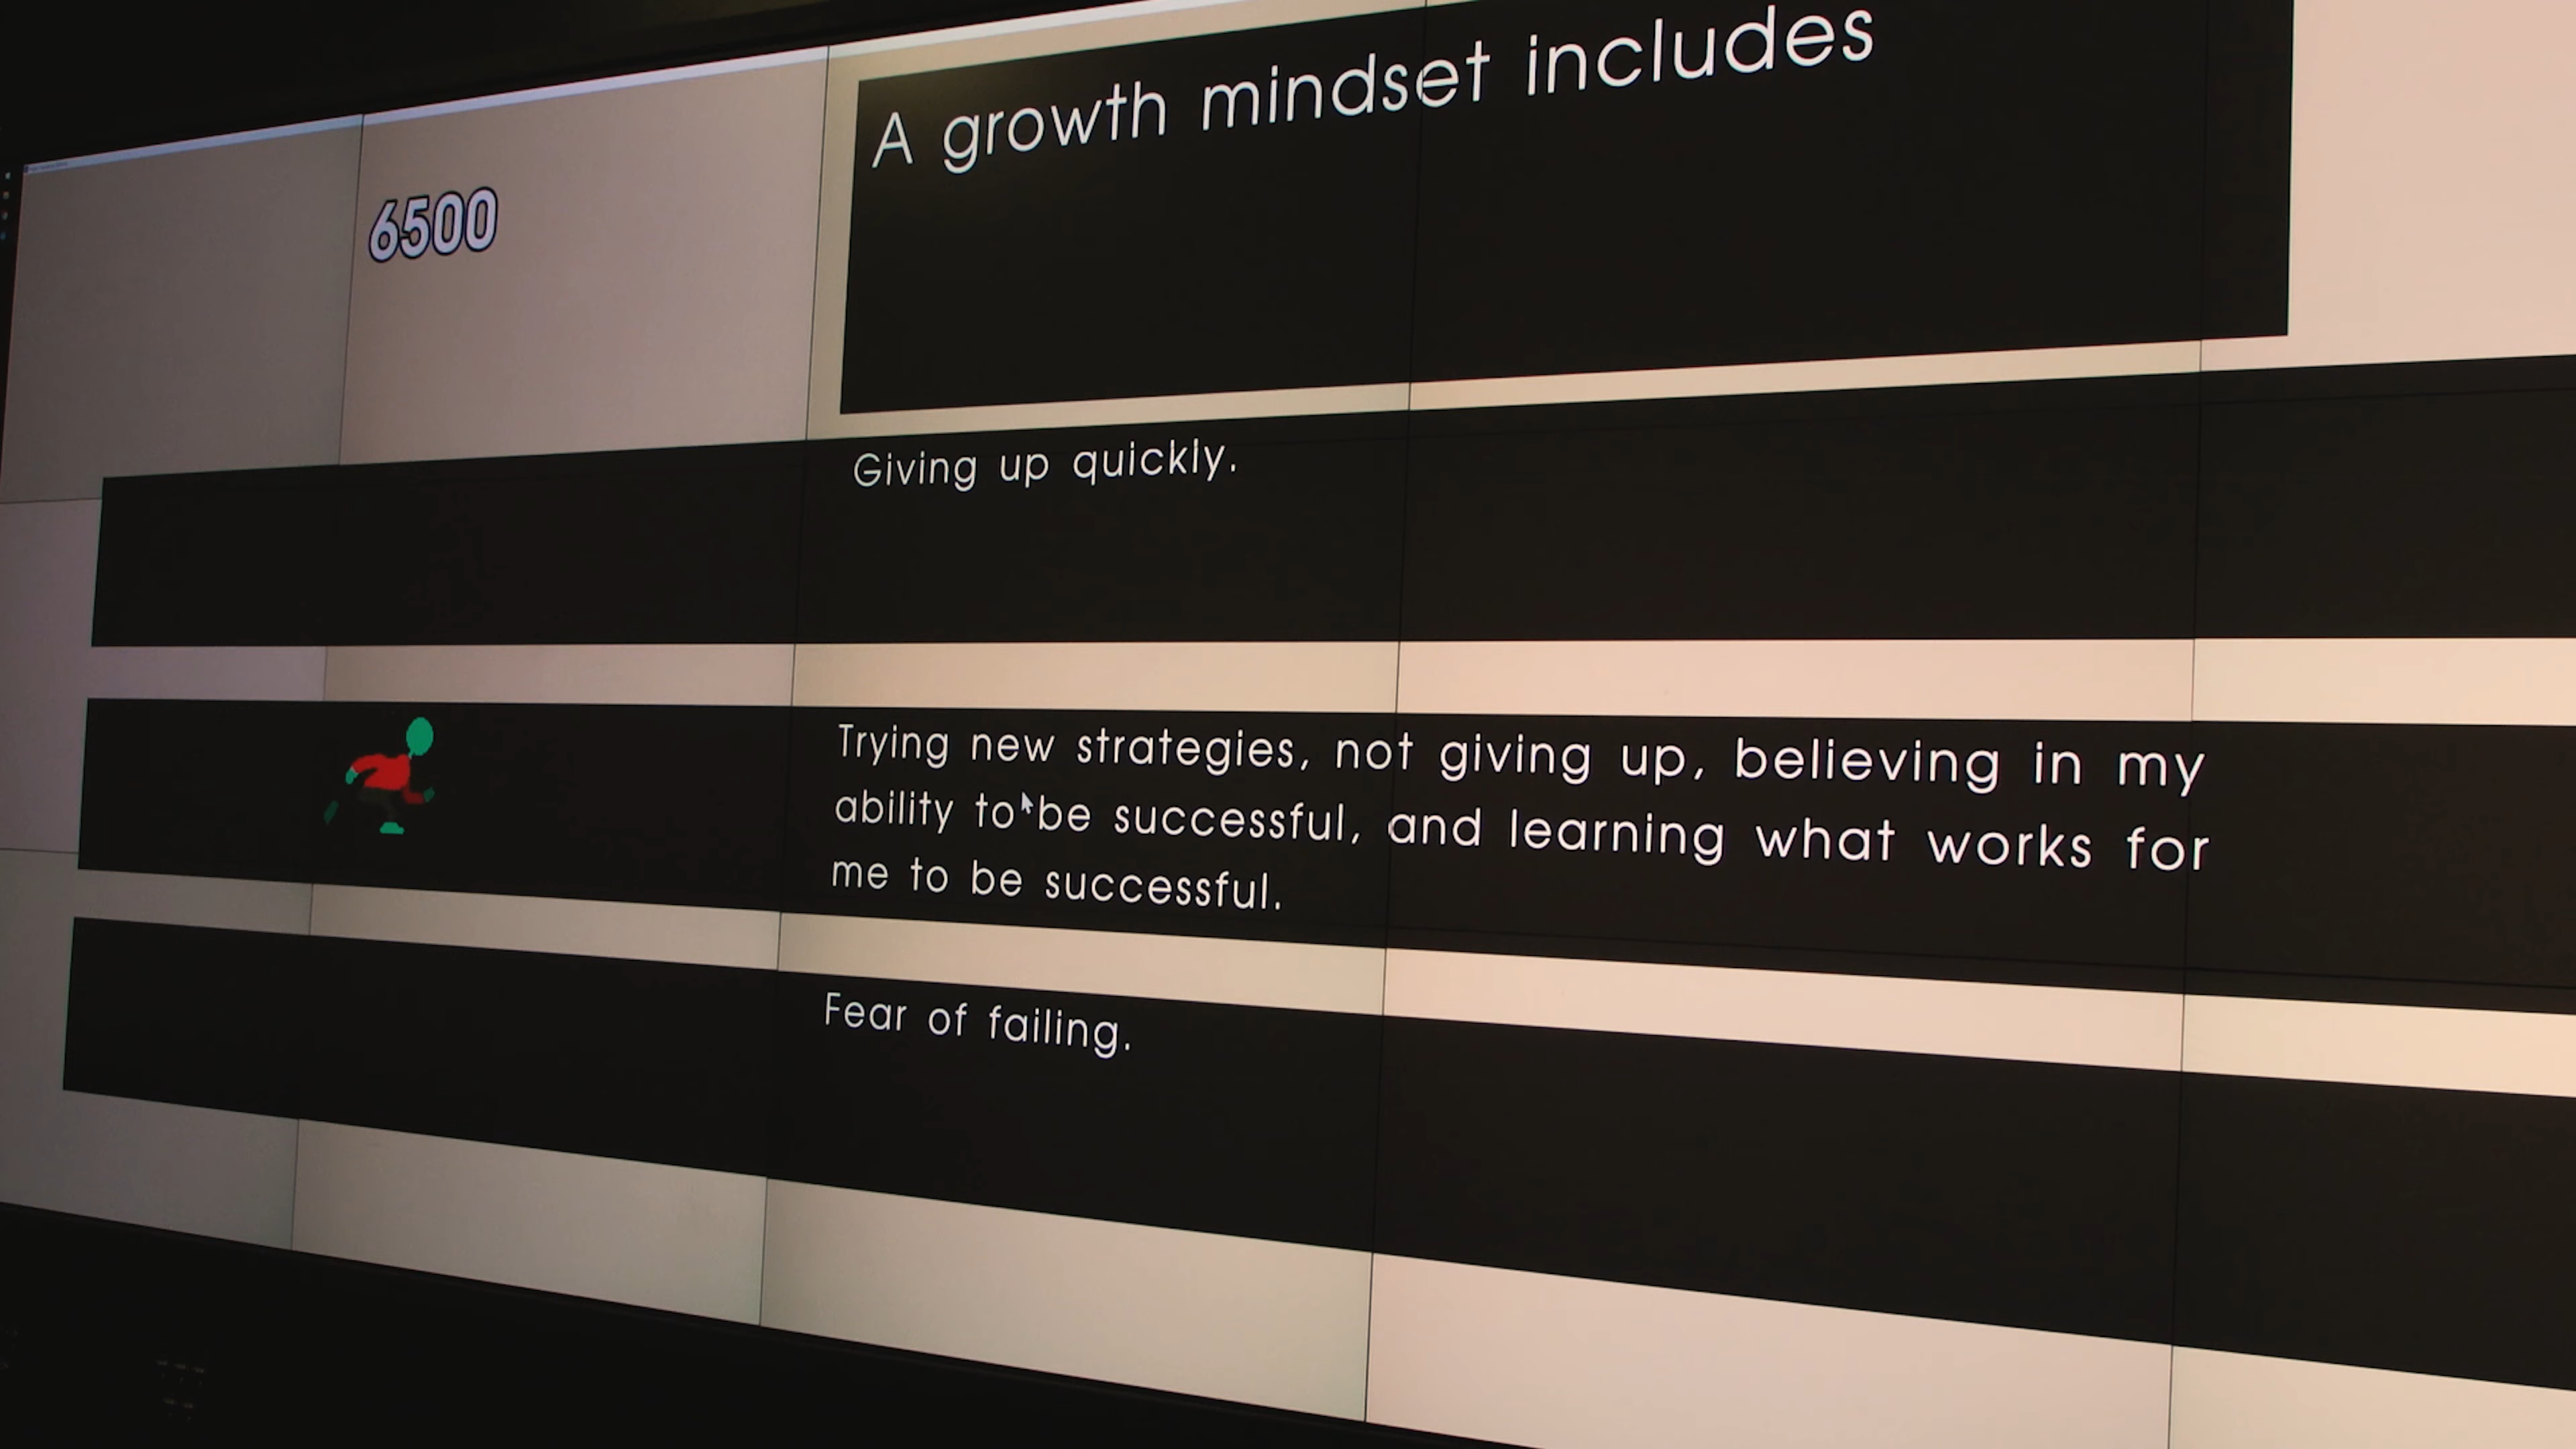 A growth mindset includes
6500
Giving up quickly.
Trying new strategies, not giving up, believing in my
ability to be successful, and learning what works for
me to be successful.
Fear of failing.